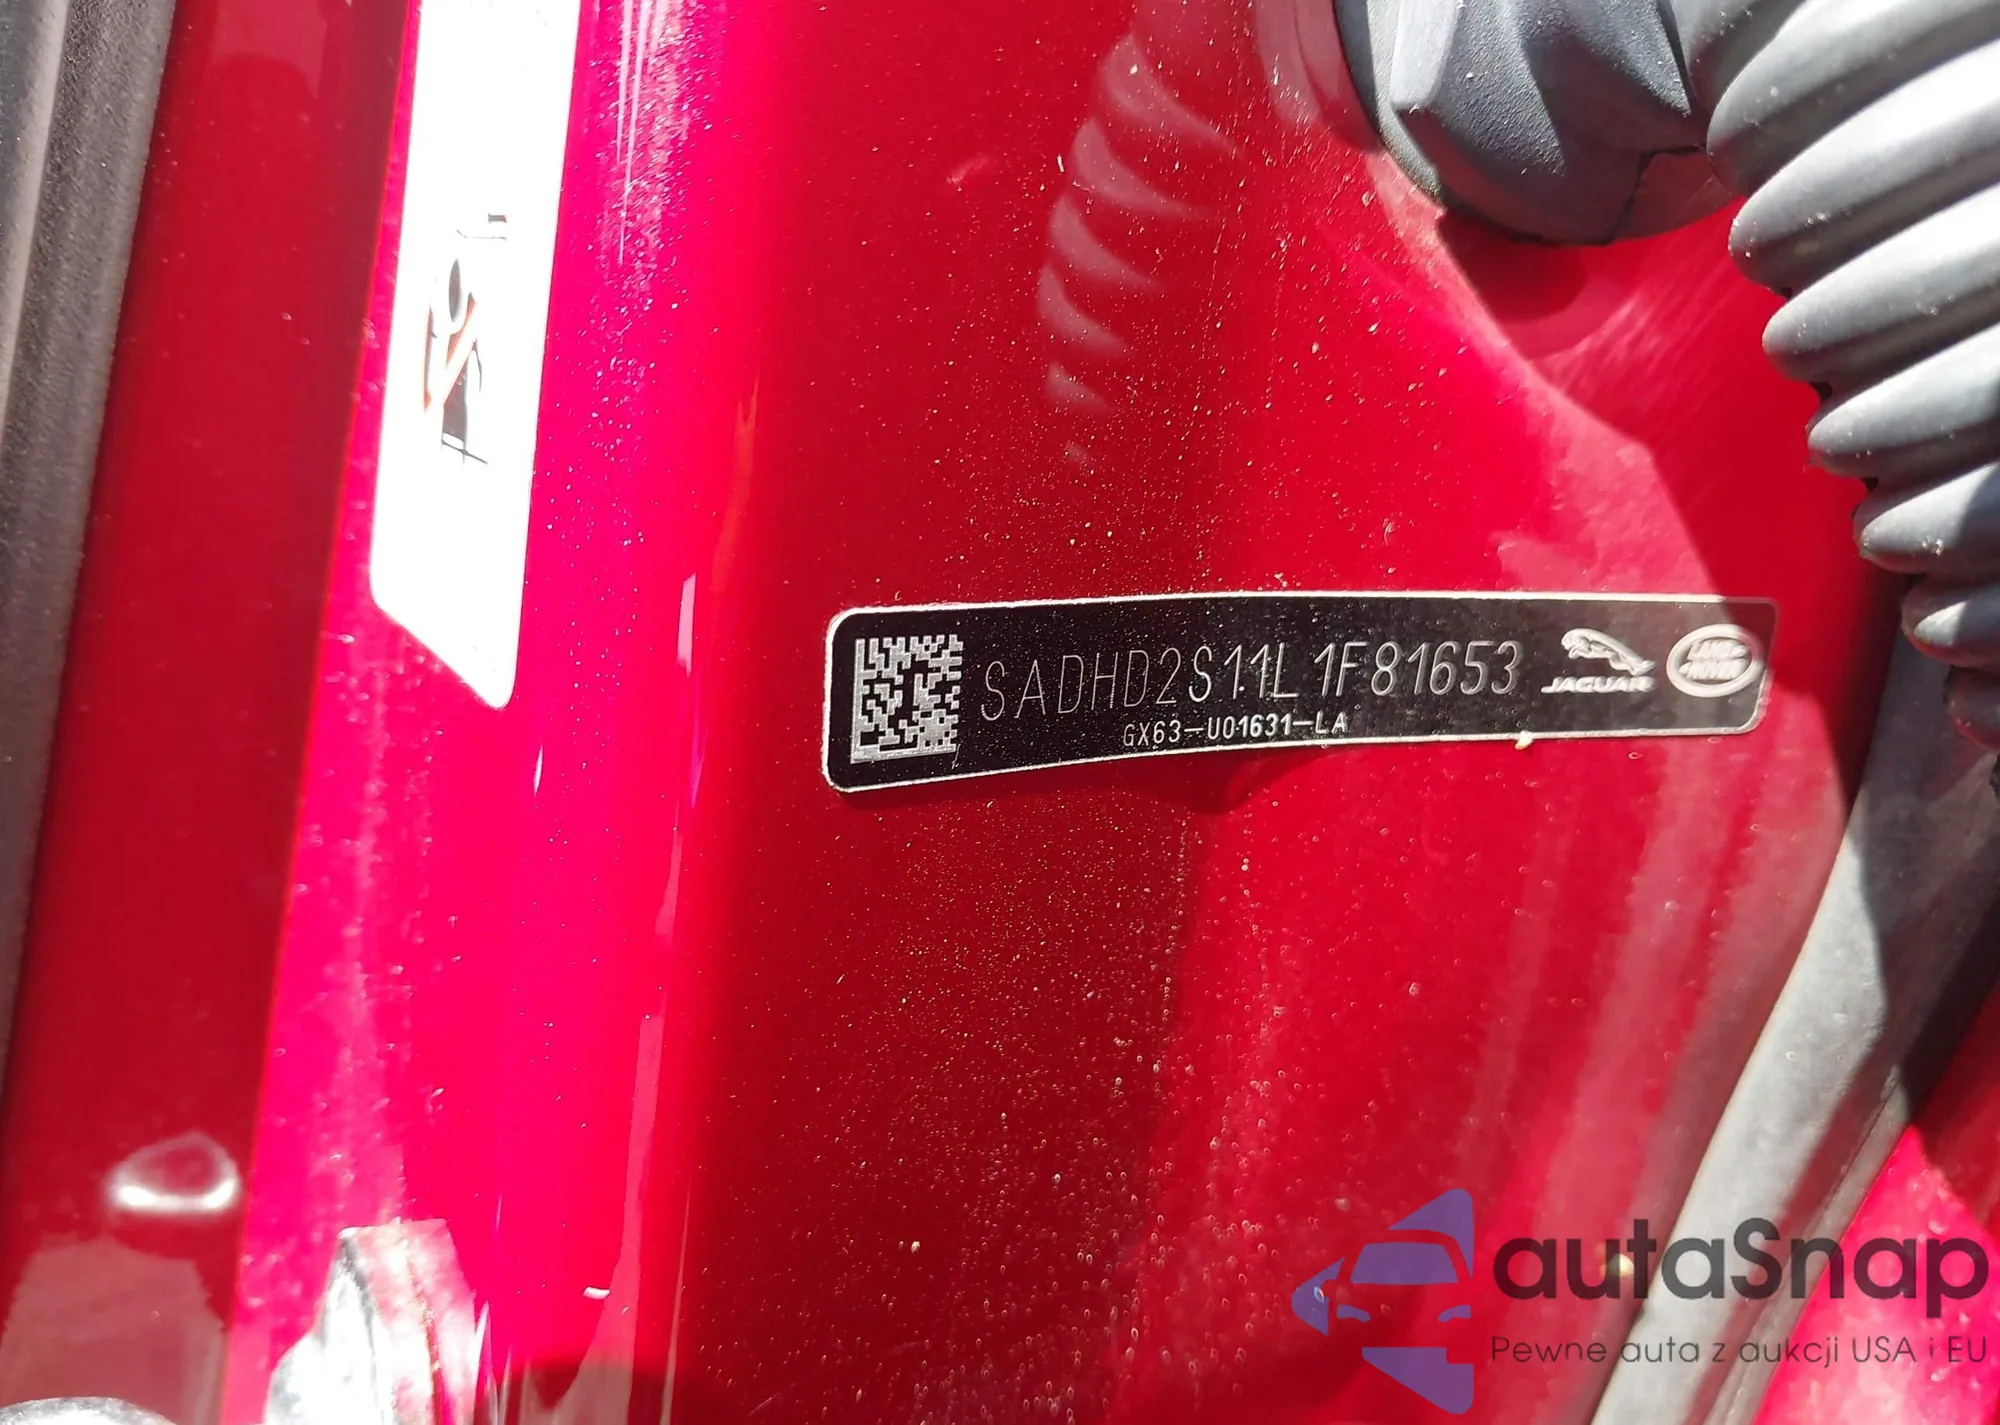 SADHD2S11L1F81653
GX63-U01631-LA
JAGUAR
LAND
ROVER
autaSnap
Pewne auta z aukcji USA i EU